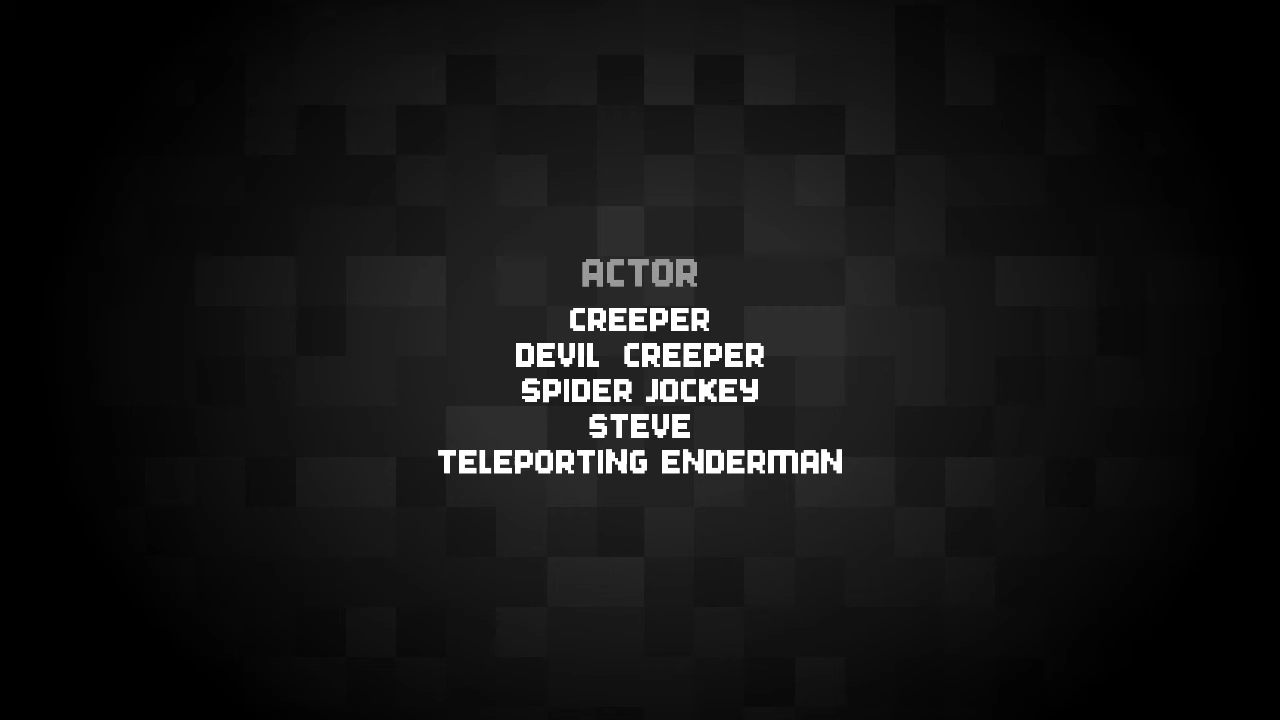 ACTOR
CREEPER
DEVIL CREEPER
SPIDER JOCKEY
STEVE
TELEPORTING ENDERMAN